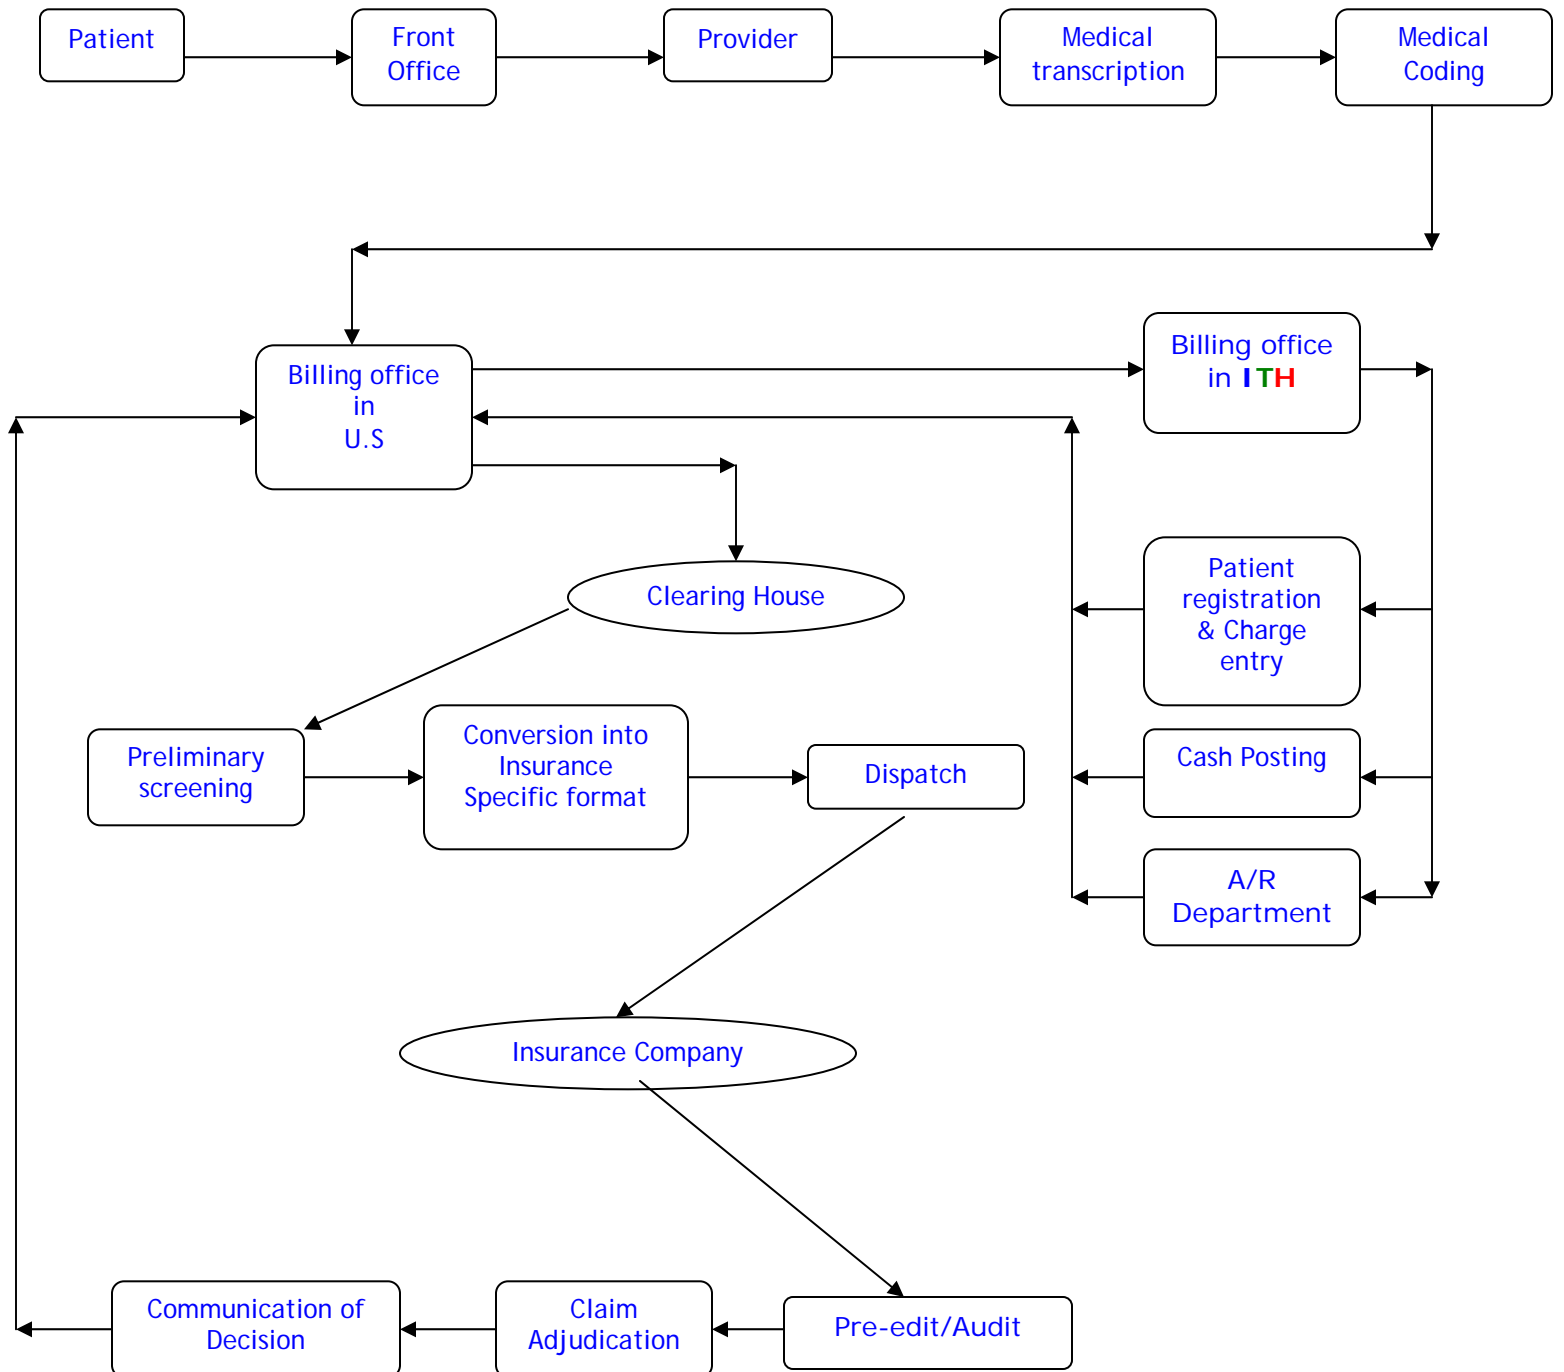 Patient
Front
Office
Provider
Medical
transcription
Medical
Coding
Billing office
in
U.S
Billing office
in ITH
Clearing House
Patient
registration
& Charge
entry
Preliminary
screening
Conversion into
Insurance
Specific format
Dispatch
Cash Posting
A/R
Department
Insurance Company
Communication of
Decision
Claim
Adjudication
Pre-edit/Audit